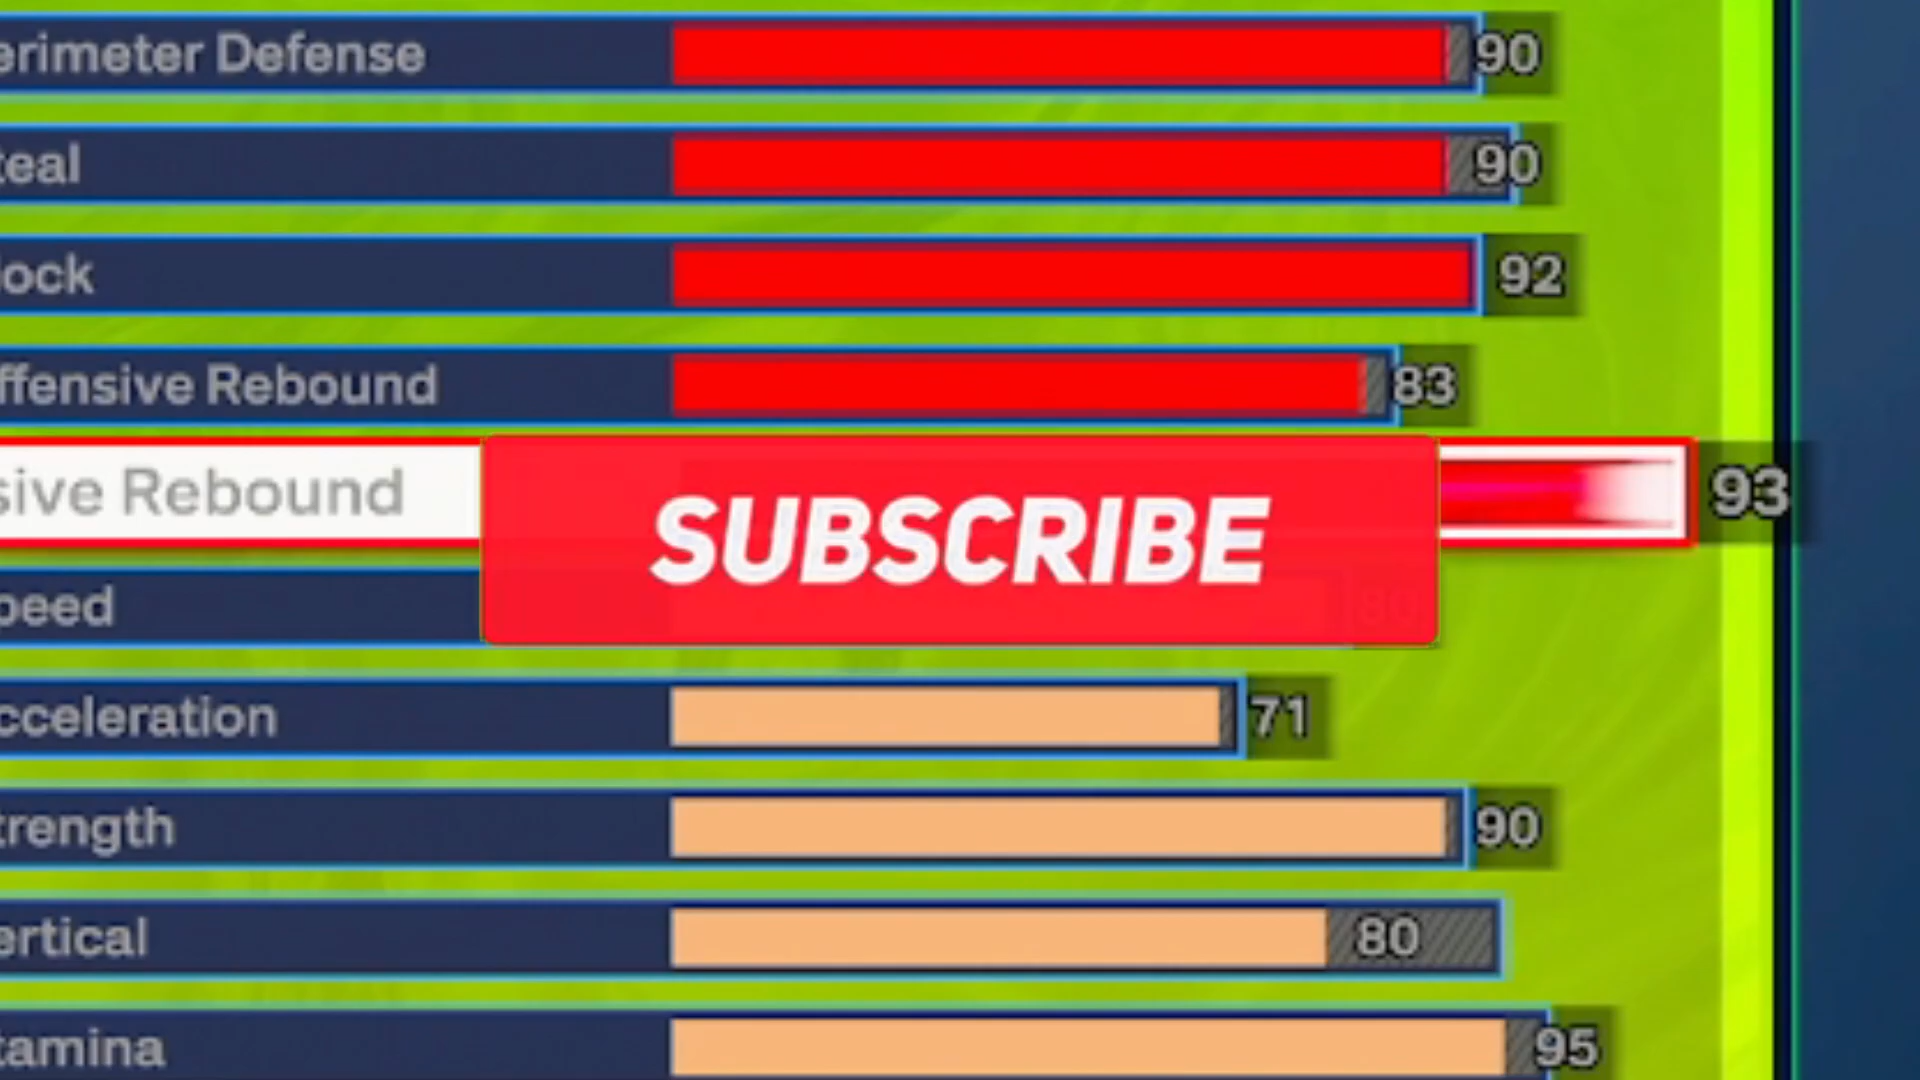 erimeter Defense 90
teal 90
lock 92
ffensive Rebound 83
sive Rebound 93
SUBSCRIBE
peed 80
cceleration 71
trength 90
ertical 80
tamina 95